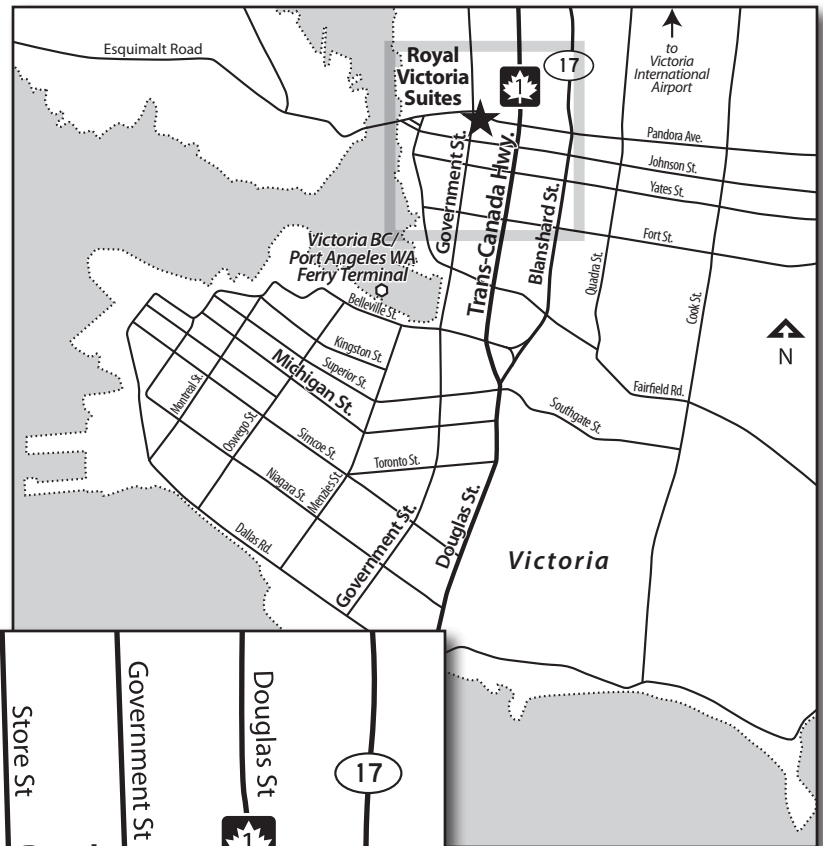 Esquimalt Road
Royal
Victoria
Suites
1
17
to
Victoria
International
Airport
Pandora Ave.
Johnson St.
Yates St.
Fort St.
Government St.
Trans-Canada Hwy.
Blanshard St.
Quadra St.
Cook St.
Victoria BC/
Port Angeles WA
Ferry Terminal
Belleville St.
N
Kingston St.
Superior St.
Michigan St.
Fairfield Rd.
Southgate St.
Montreal St.
Oswego St.
Simcoe St.
Toronto St.
Menzies St.
Niagara St.
Dallas Rd.
Government St.
Douglas St.
Victoria
Store St
Government St
Douglas St
17
1